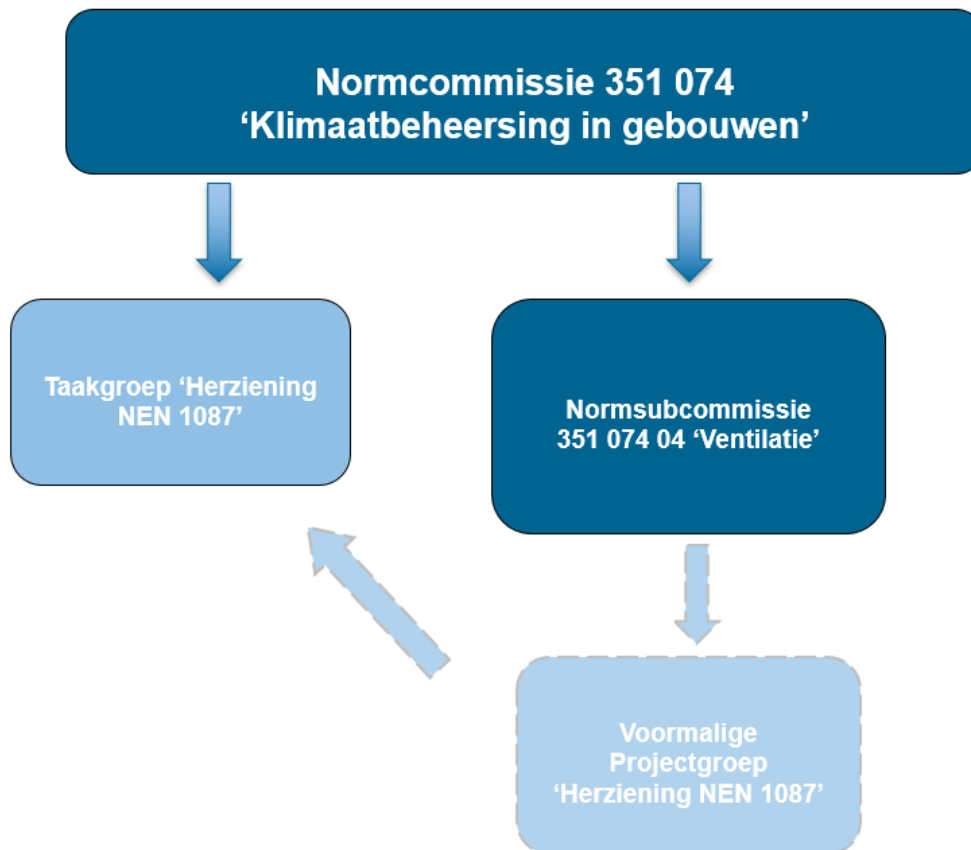 Normcommissie 351 074
‘Klimaatbeheersing in gebouwen’
Taakgroep ‘Herziening
NEN 1087’
Normsubcommissie
351 074 04 ‘Ventilatie’
Voormalige
Projectgroep
‘Herziening NEN 1087’